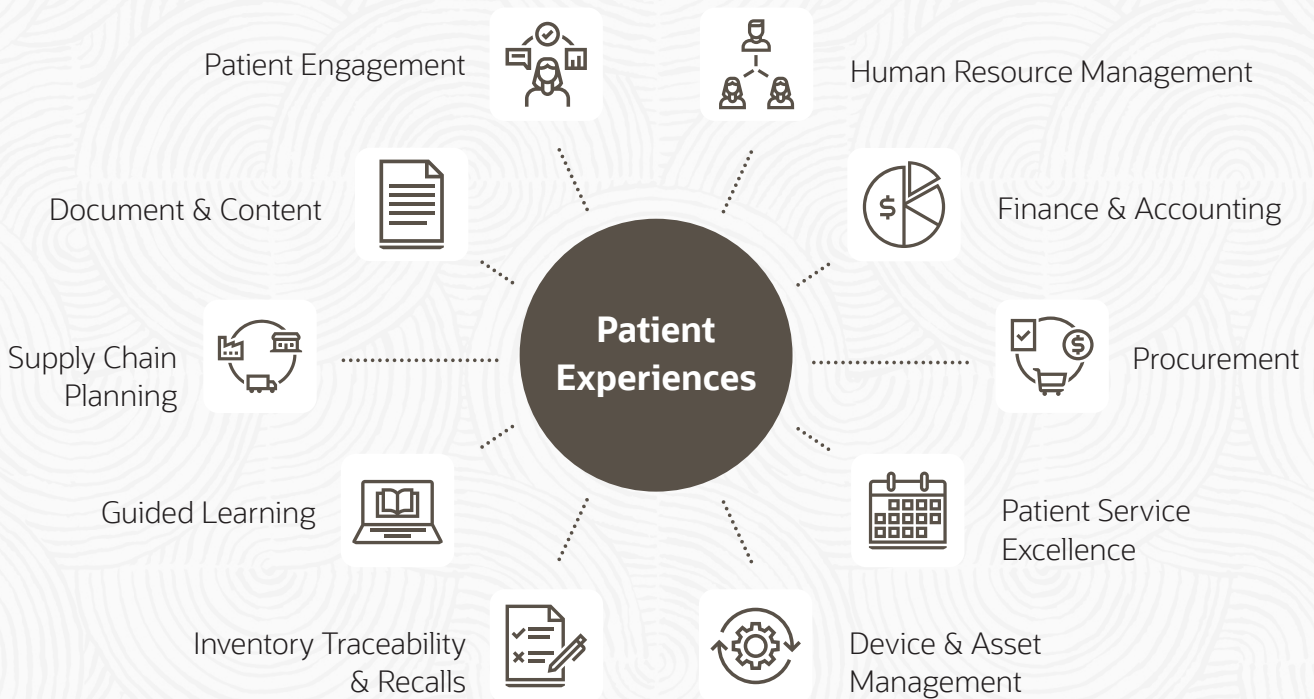 Patient Engagement
Human Resource Management
Document & Content
Finance & Accounting
Patient
Experiences
Supply Chain
Planning
Procurement
Guided Learning
Patient Service
Excellence
Inventory Traceability
& Recalls
Device & Asset
Management
$
$